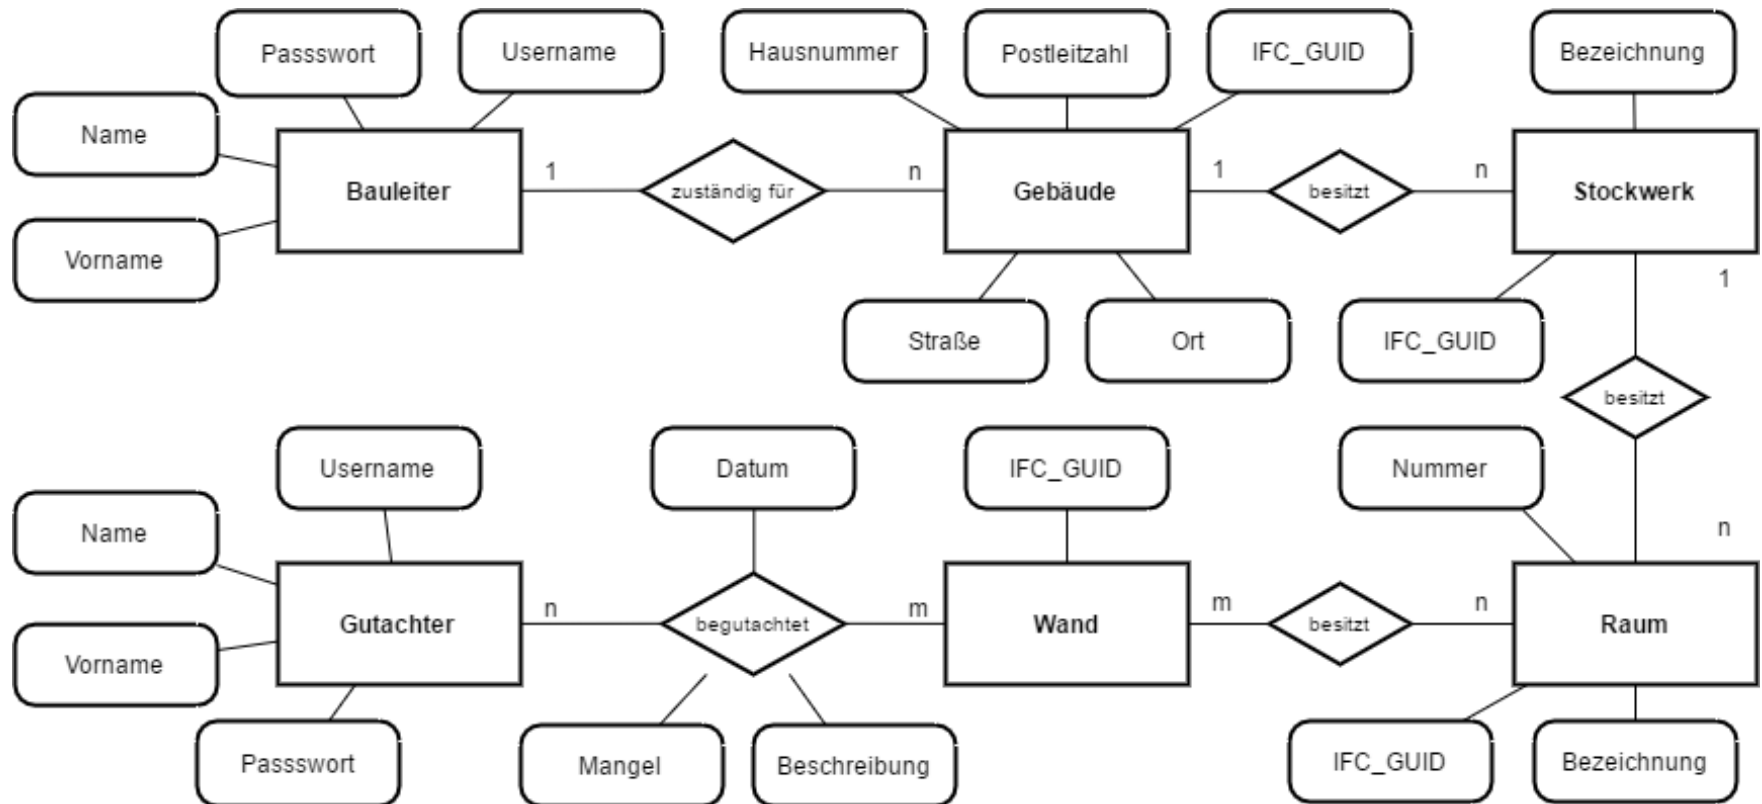 Passswort
Username
Hausnummer
Postleitzahl
IFC_GUID
Bezeichnung
Name
Bauleiter
1
zuständig für
n
Gebäude
1
besitzt
n
Stockwerk
Vorname
1
Straße
Ort
IFC_GUID
besitzt
Username
Datum
IFC_GUID
Nummer
Name
n
Gutachter
n
begutachtet
m
Wand
m
besitzt
n
Raum
Vorname
Passswort
Mangel
Beschreibung
IFC_GUID
Bezeichnung